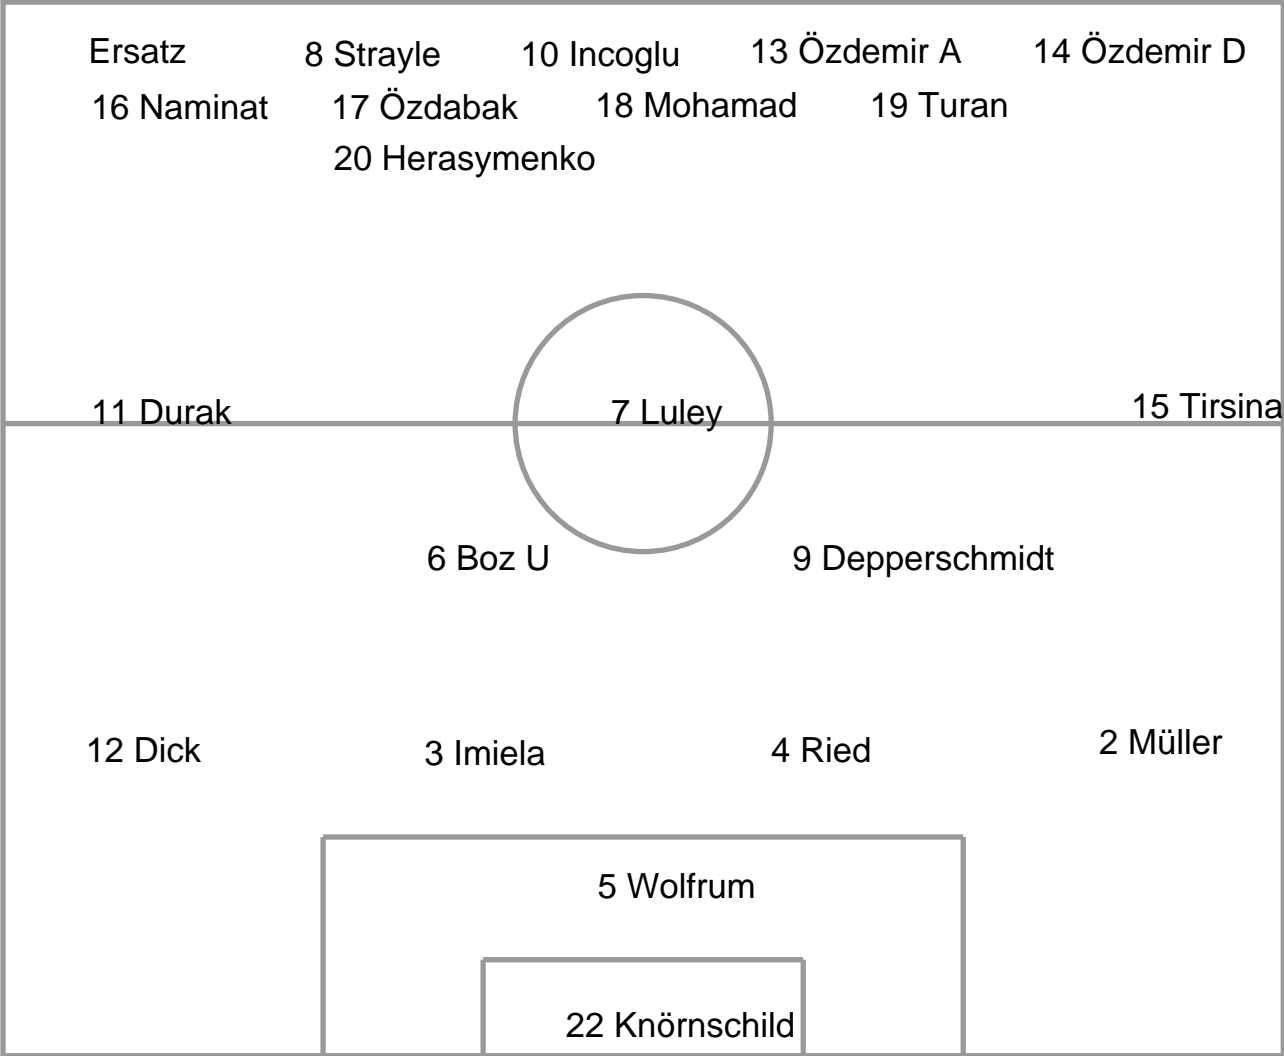 Ersatz 8 Strayle 10 Incoglu 13 Özdemir A 14 Özdemir D
16 Naminat 17 Özdabak 18 Mohamad 19 Turan
20 Herasymenko
11 Durak 7 Luley 15 Tirsina
6 Boz U 9 Depperschmidt
12 Dick 3 Imiela 4 Ried 2 Müller
5 Wolfrum
22 Knörnschild